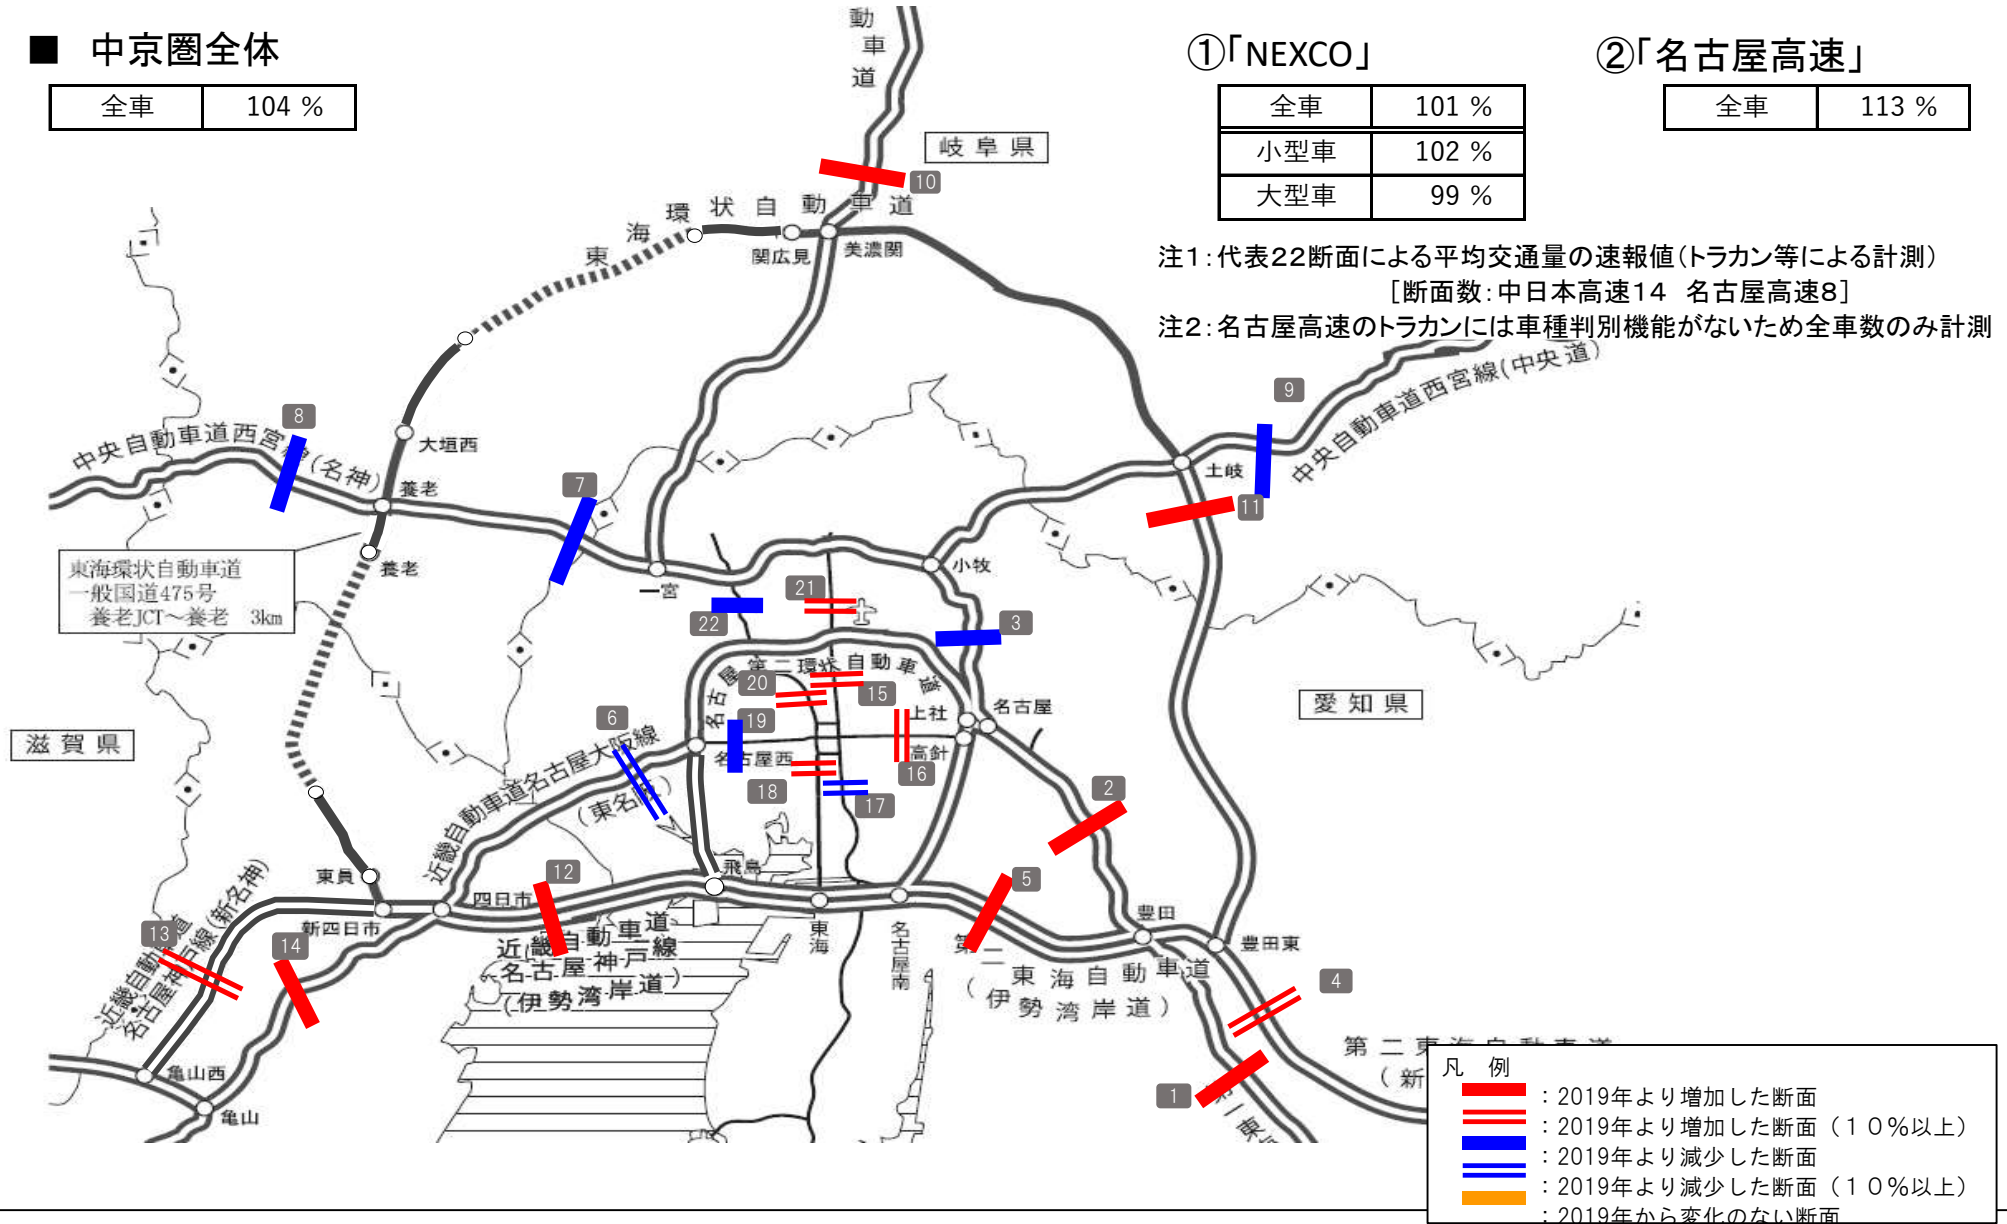 ■ 中京圏全体
全車 104 %
①「NEXCO」
全車 101 %
小型車 102 %
大型車 99 %
②「名古屋高速」
全車 113 %
注1：代表22断面による平均交通量の速報値（トラカン等による計測）
［断面数：中日本高速14 名古屋高速8］
注2：名古屋高速のトラカンには車種判別機能がないため全車数のみ計測
動車道
岐阜県
10
東海環状自動車道
関広見
美濃関
中央自動車道西宮線(中央道)
9
8
中央自動車道西宮線(名神)
大垣西
養老
7
土岐
11
東海環状自動車道
一般国道475号
養老JCT～養老 3km
養老
一宮
小牧
21
22
3
名古屋第二環状自動車道
20
15
19
上社
名古屋
愛知県
滋賀県
6
近畿自動車道名古屋大阪線
(東名阪)
名古屋西
高針
16
18
17
2
東員
飛島
12
5
四日市
新四日市
豊田
豊田東
13
14
近畿自動車道
名古屋神戸線(新名神)
近畿自動車道
名古屋神戸線
(伊勢湾岸道)
東海
名古屋南
第二東海自動車道
(伊勢湾岸道)
4
亀山西
亀山
1
第一東
第二東海自動車道
(新
凡 例
：2019年より増加した断面
：2019年より増加した断面（１０％以上）
：2019年より減少した断面
：2019年より減少した断面（１０％以上）
：2019年から変化のない断面